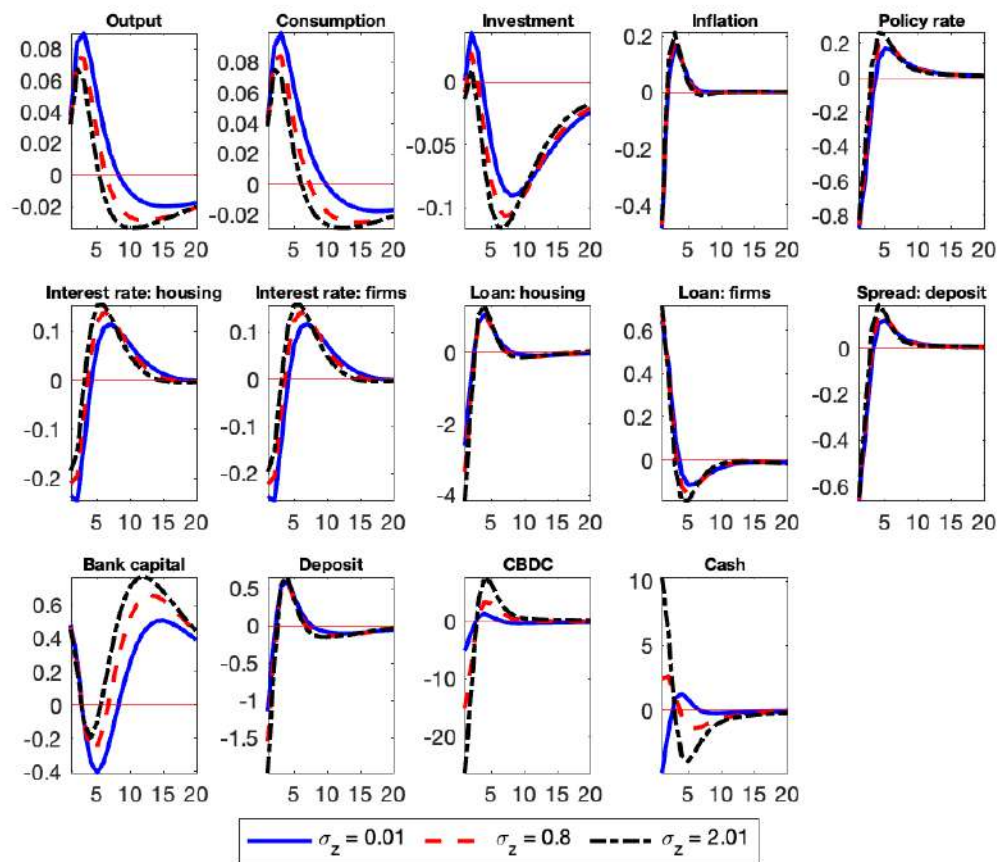 Output Consumption Investment Inflation Policy rate
0.08 0.08 0.2
0.06 0.06 0 0 0.2
0.04 0.04 0
0.02 0.02 -0.05 -0.2 -0.2
0 0 -0.4
-0.02 -0.02 -0.1 -0.4 -0.6
-0.8
5 10 15 20 5 10 15 20 5 10 15 20 5 10 15 20 5 10 15 20
Interest rate: housing Interest rate: firms Loan: housing Loan: firms Spread: deposit
0.1 0.1 0 0.6 0
0 0 0.4 -0.2
-0.1 -0.1 -2 0.2 -0.4
-0.2 -0.2 -4 0 -0.6
5 10 15 20 5 10 15 20 5 10 15 20 5 10 15 20 5 10 15 20
Bank capital Deposit CBDC Cash
0.6 0.5 0 10
0.4 0 -10 5
0.2 -0.5
0 -1 -20 0
-0.2 -1.5
-0.4
5 10 15 20 5 10 15 20 5 10 15 20 5 10 15 20
σz = 0.01 σz = 0.8 σz = 2.01